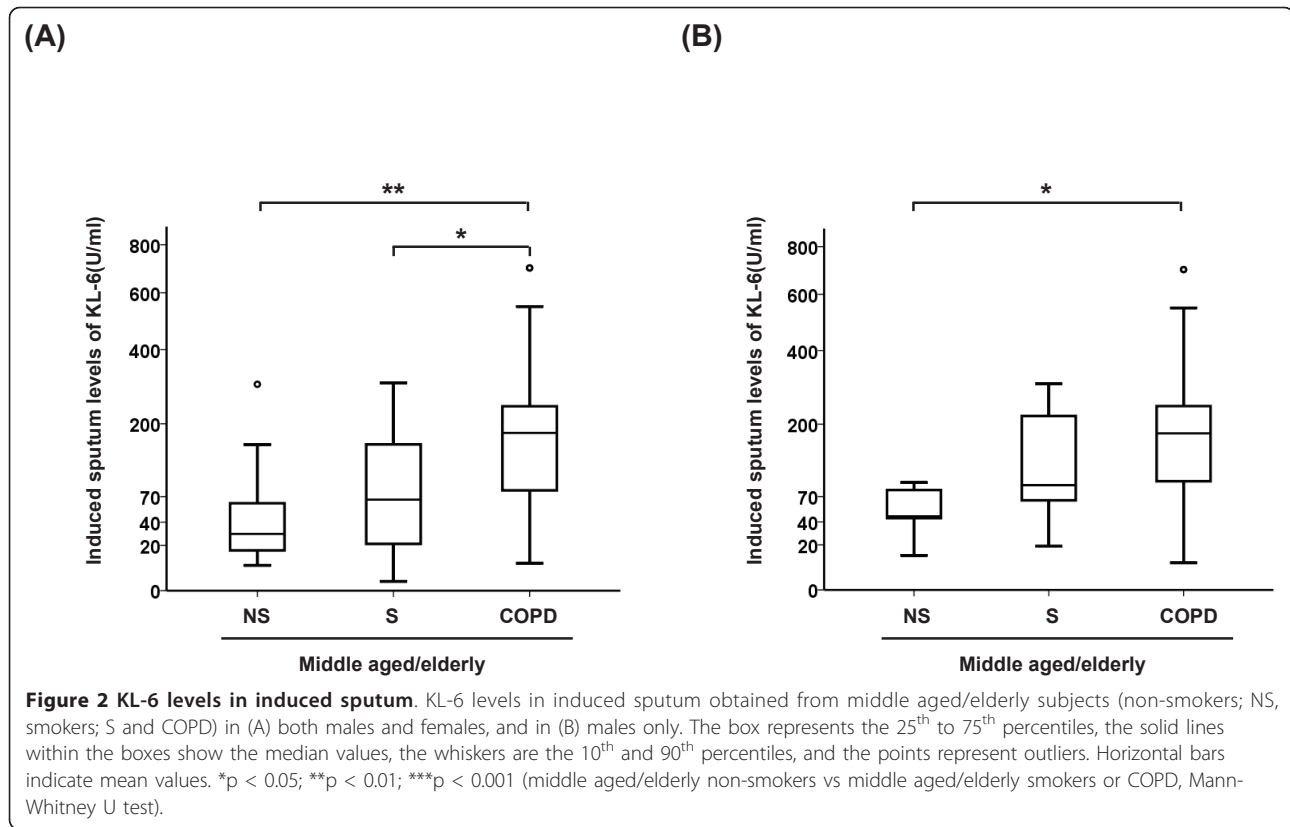 (A)
(B)
**
*
*
Induced sputum levels of KL-6(U/ml)
800
600
400
200
70
40
20
0
NS S COPD
Middle aged/elderly
Induced sputum levels of KL-6(U/ml)
800
600
400
200
70
40
20
0
NS S COPD
Middle aged/elderly
Figure 2 KL-6 levels in induced sputum. KL-6 levels in induced sputum obtained from middle aged/elderly subjects (non-smokers; NS,
smokers; S and COPD) in (A) both males and females, and in (B) males only. The box represents the 25th to 75th percentiles, the solid lines
within the boxes show the median values, the whiskers are the 10th and 90th percentiles, and the points represent outliers. Horizontal bars
indicate mean values. *p < 0.05; **p < 0.01; ***p < 0.001 (middle aged/elderly non-smokers vs middle aged/elderly smokers or COPD, Mann-
Whitney U test).